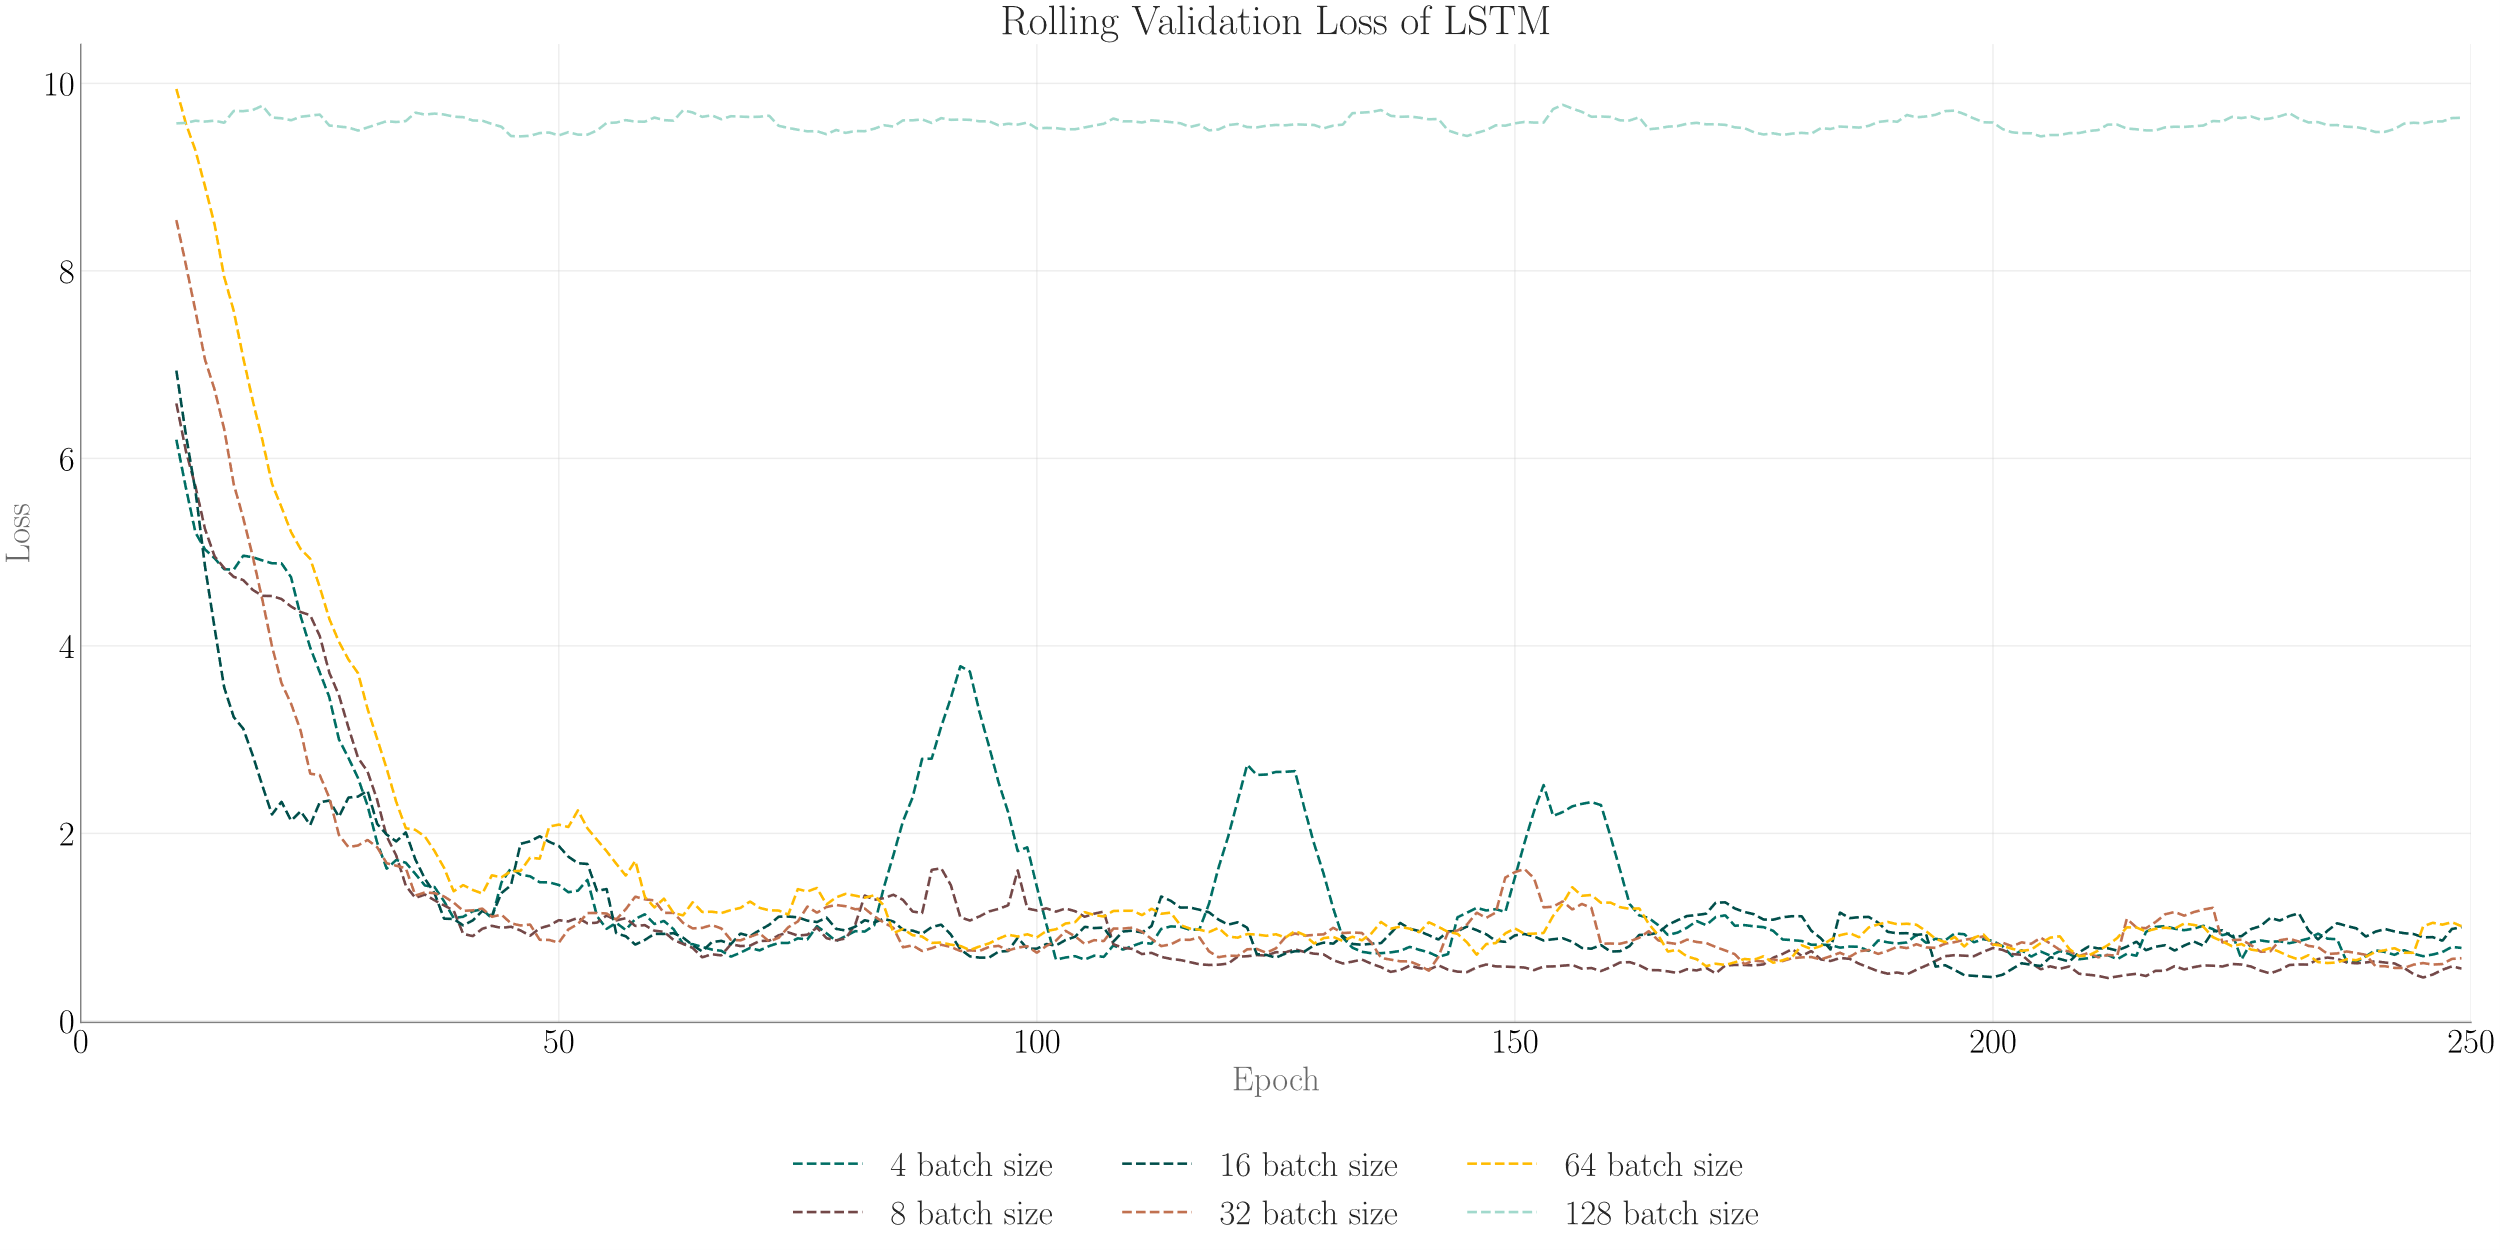 Rolling Validation Loss of LSTM
10
8
6
4
2
0
Loss
0 50 100 150 200 250
Epoch
4 batch size 16 batch size 64 batch size
8 batch size 32 batch size 128 batch size